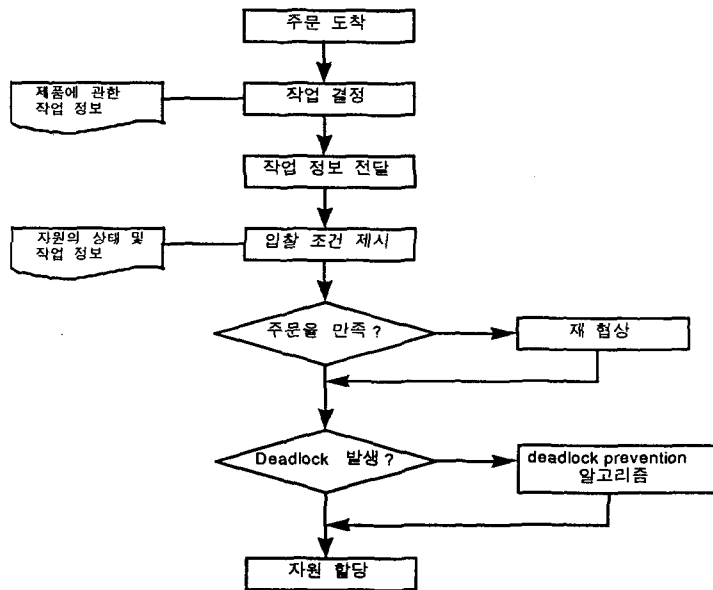 주문 도착
제품에 관한
작업 정보
작업 결정
작업 정보 전달
자원의 상태 및
작업 정보
입찰 조건 제시
주문을 만족?
재 협상
Deadlock 발생?
deadlock prevention
알고리즘
자원 할당